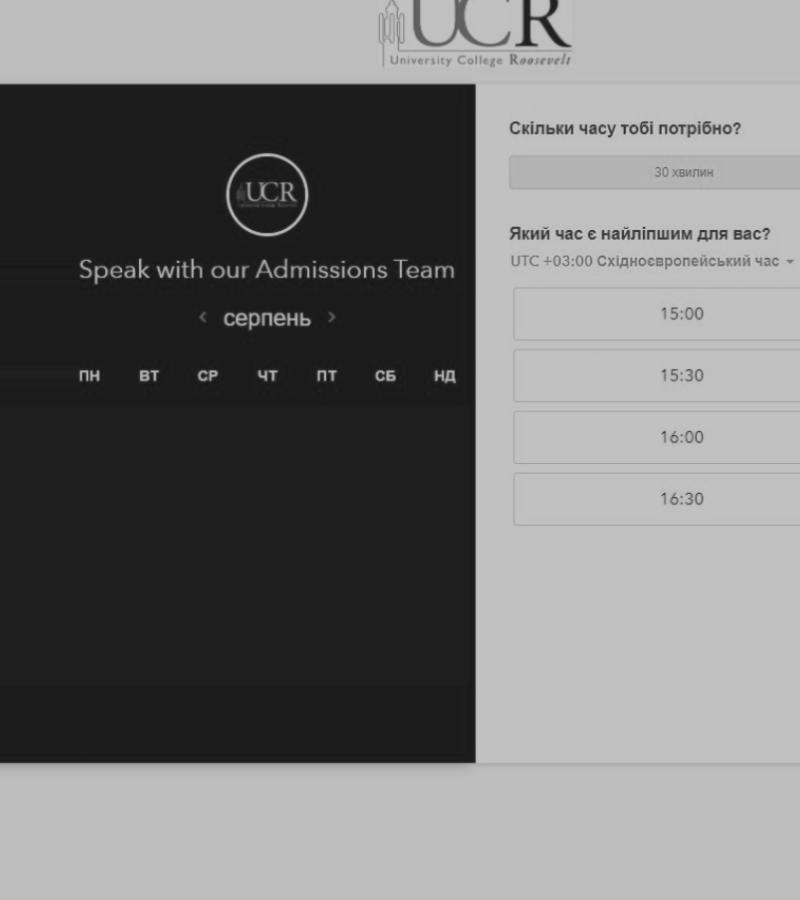 UCR
University College Roosevelt
UCR
Speak with our Admissions Team
серпень
ПН ВТ СР ЧТ ПТ СБ НД
Скільки часу тобі потрібно?
30 хвилин
Який час є найліпшим для вас?
UTC +03:00 Східноєвропейський час
15:00
15:30
16:00
16:30